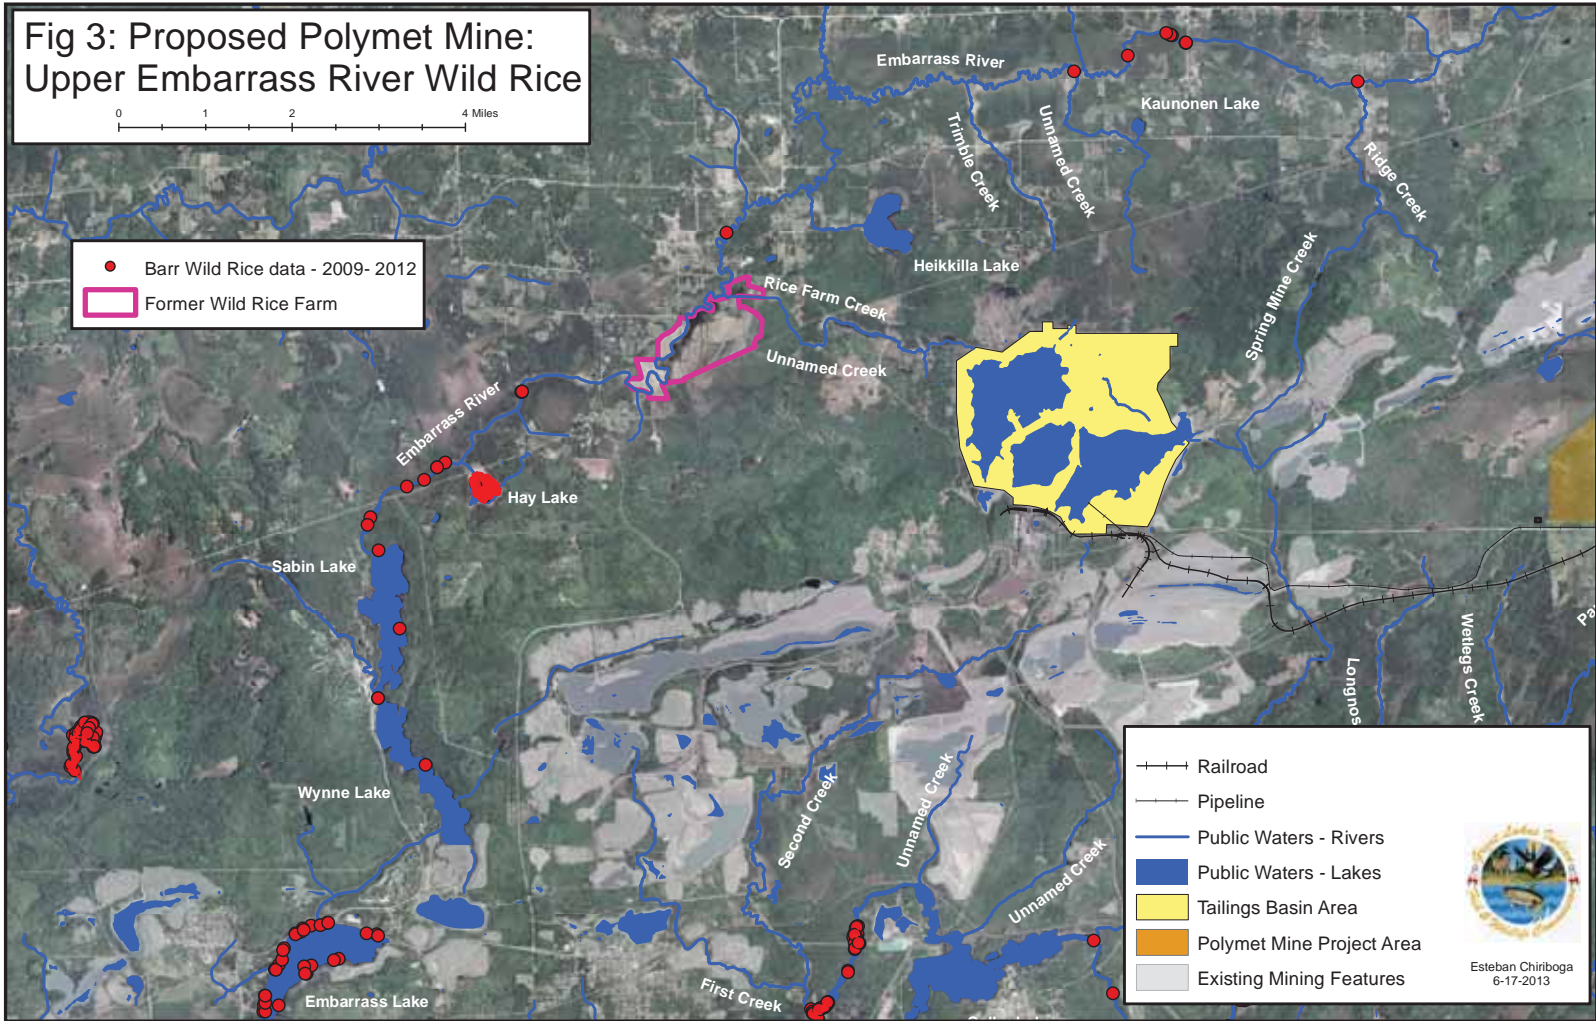 Fig 3: Proposed Polymet Mine:
Upper Embarrass River Wild Rice
0 2 4 Miles
Barr Wild Rice data - 2009- 2012
Former Wild Rice Farm
Embarrass River
Kaunonen Lake
Trimble Creek
Unnamed Creek
Ridge Creek
Heikkilla Lake
Spring Mine Creek
Rice Farm Creek
Unnamed Creek
Embarrass River
Hay Lake
Sabin Lake
Wynne Lake
Second Creek
Unnamed Creek
Unnamed Creek
Longnos
Wetlegs Creek
Pa
Embarrass Lake
First Creek
Railroad
Pipeline
Public Waters - Rivers
Public Waters - Lakes
Tailings Basin Area
Polymet Mine Project Area
Existing Mining Features
Esteban Chiriboga
6-17-2013